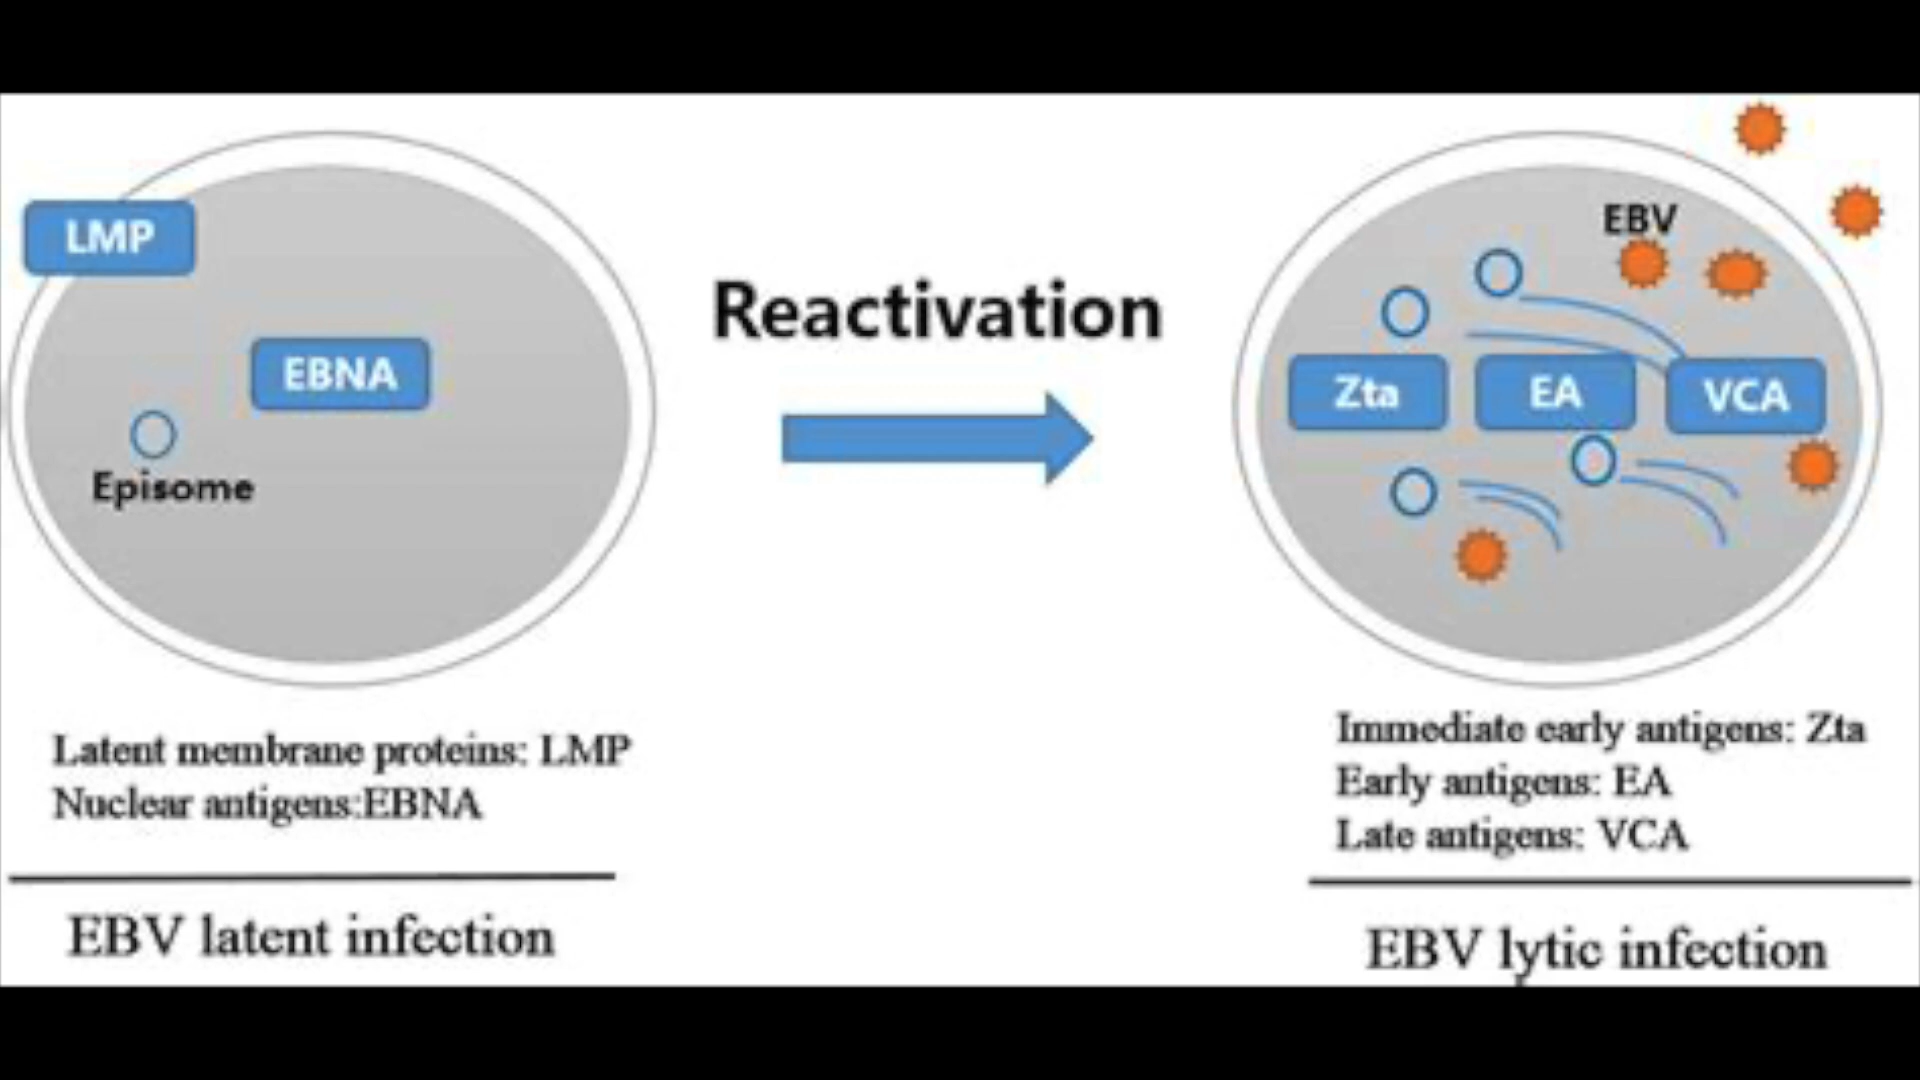 LMP
EBNA
Episome
Latent membrane proteins: LMP
Nuclear antigens:EBNA
EBV latent infection
Reactivation
EBV
Zta
EA
VCA
Immediate early antigens: Zta
Early antigens: EA
Late antigens: VCA
EBV lytic infection